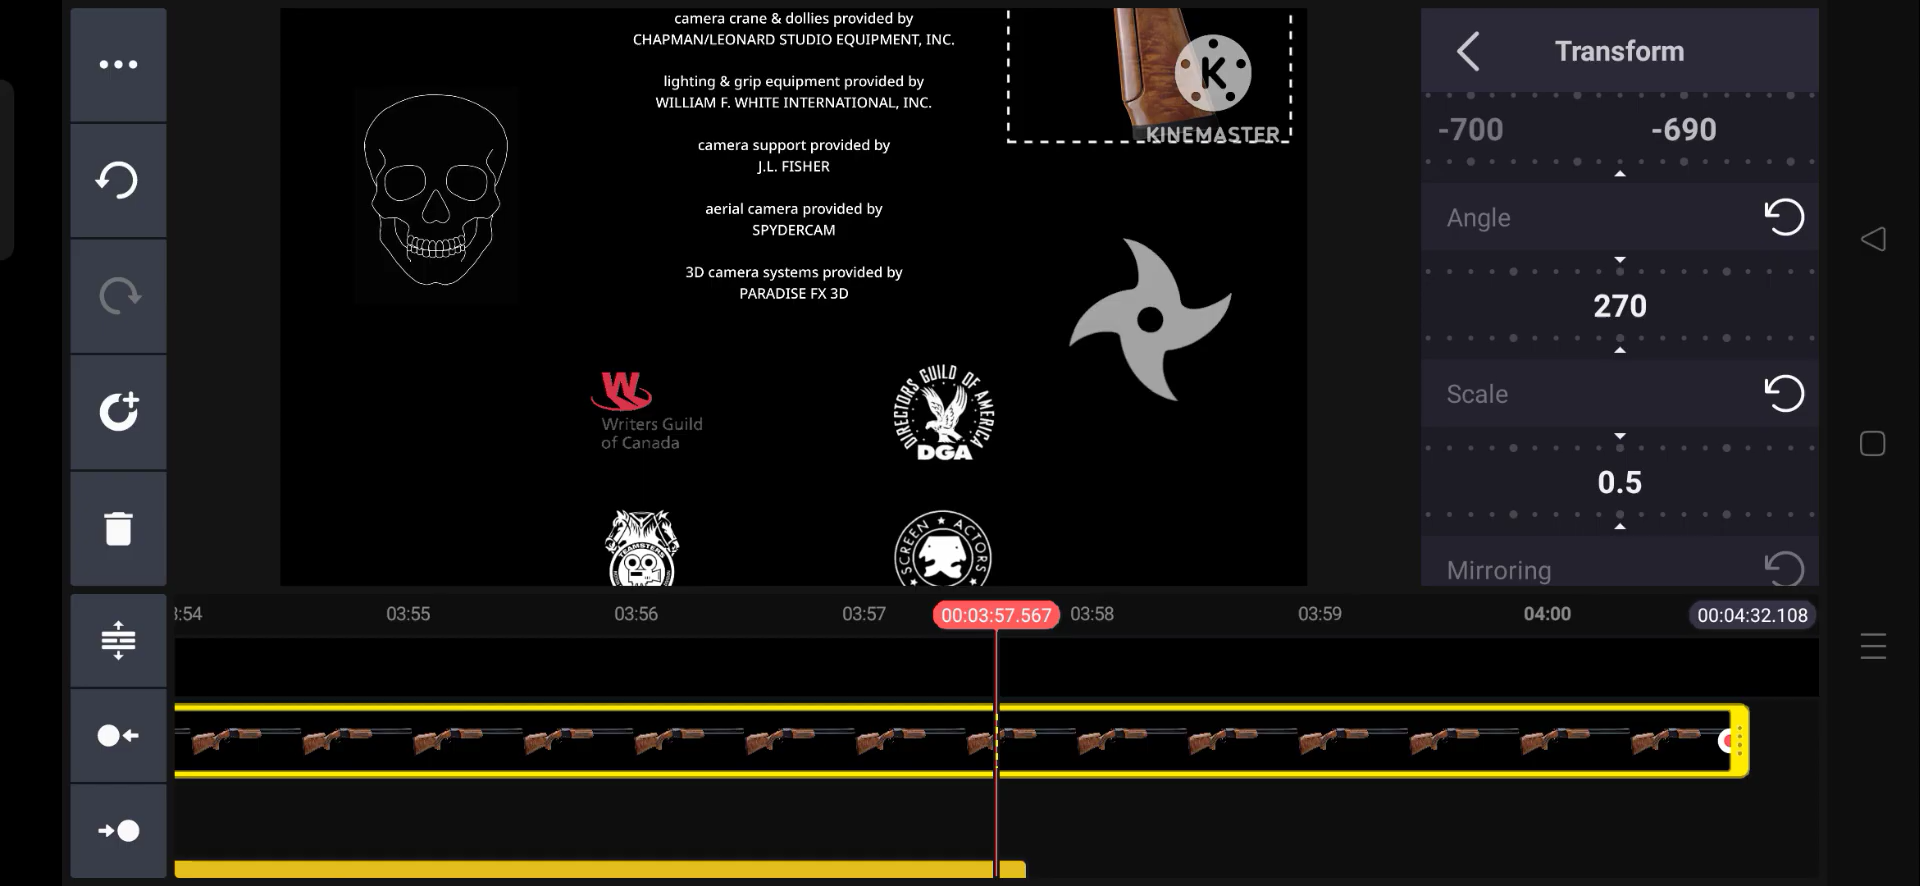 camera crane & dollies provided by
CHAPMAN/LEONARD STUDIO EQUIPMENT, INC.
lighting & grip equipment provided by
WILLIAM F. WHITE INTERNATIONAL, INC.
camera support provided by
J.L. FISHER
aerial camera provided by
SPYDERCAM
3D camera systems provided by
PARADISE FX 3D
K
KINEMASTER
W
Writers Guild
of Canada
DIRECTORS GUILD OF AMERICA
DGA
TEAMSTERS
SCREEN ★ ACTORS
Transform
-700 -690
Angle
270
Scale
0.5
Mirroring
3:54 03:55 03:56 03:57 00:03:57.567 03:58 03:59 04:00 00:04:32.108